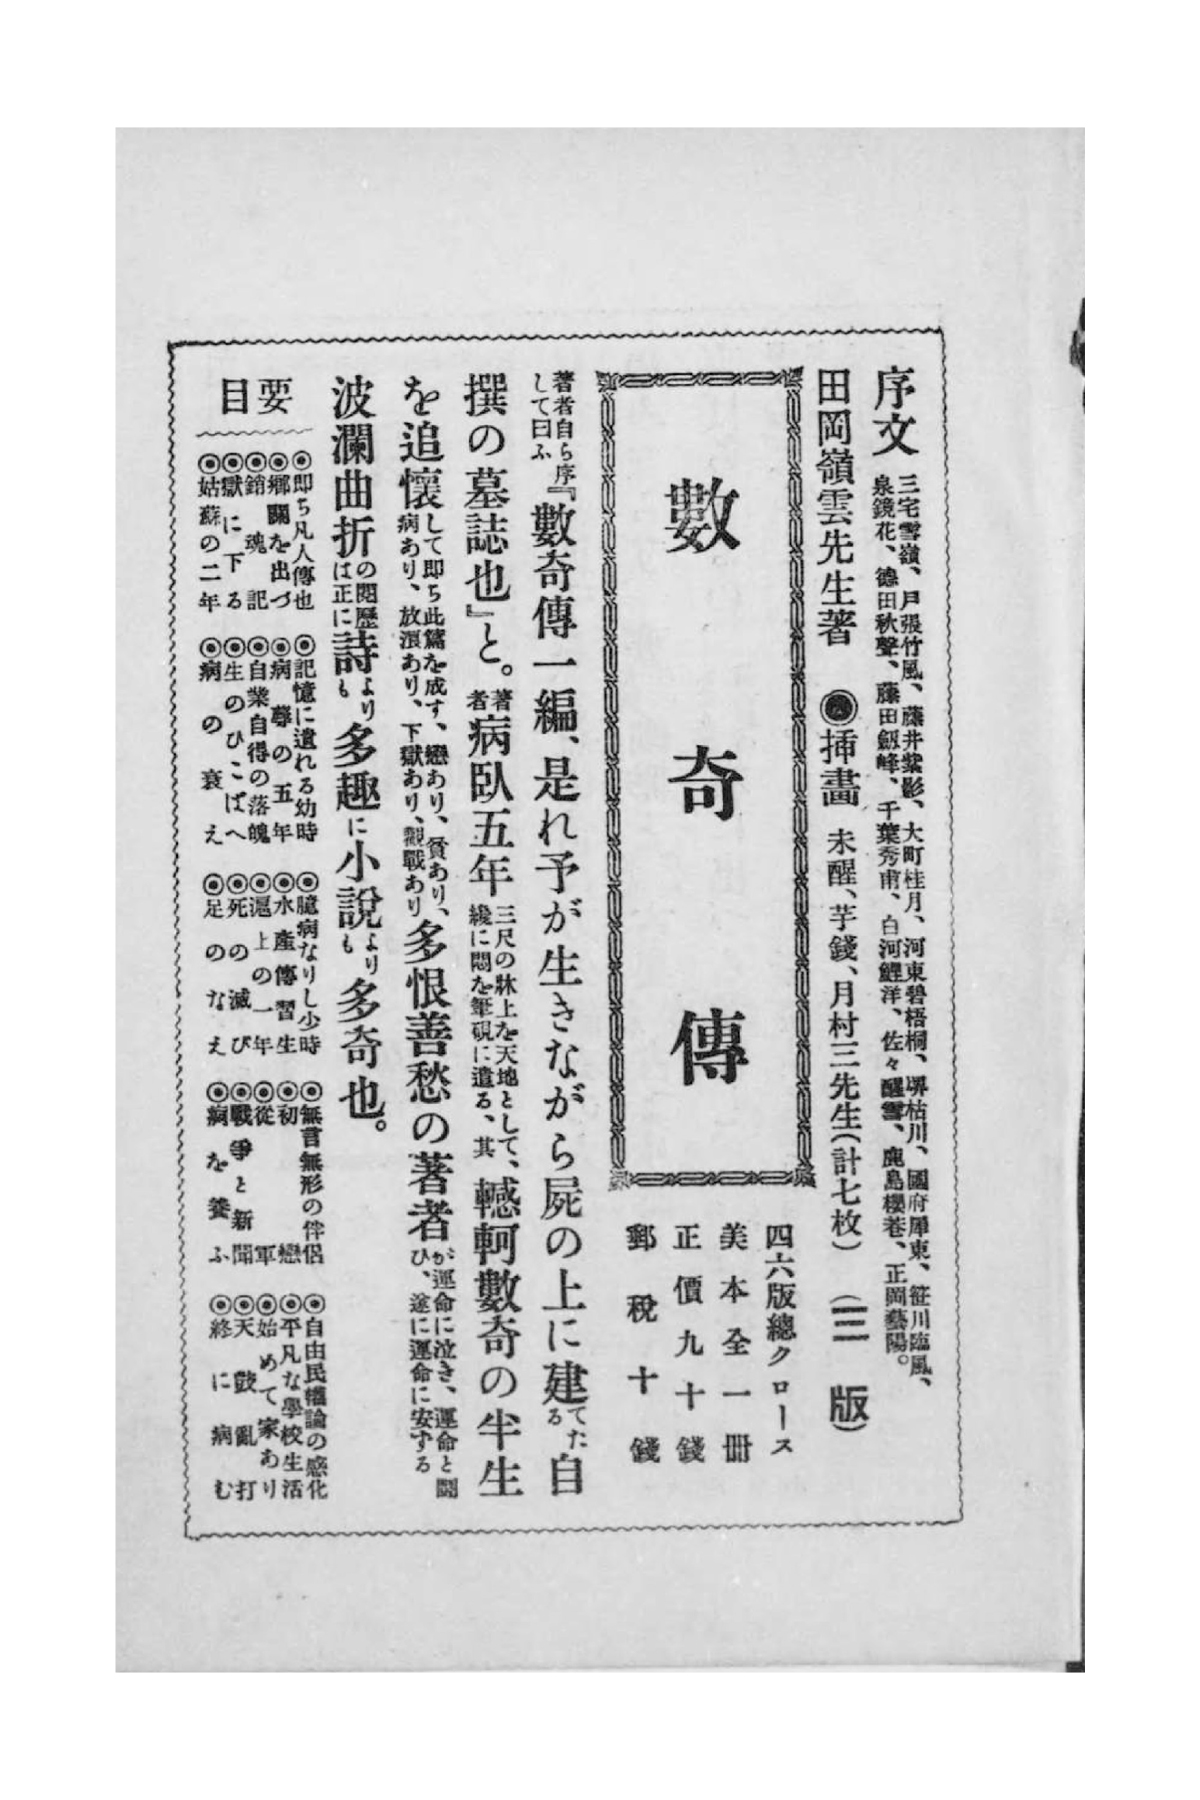 序文 三宅雪嶺、戸張竹風、藤井紫影、大町桂月、河東碧梧桐、堺枯川、國府犀東、笹川臨風、
泉鏡花、德田秋聲、藤田劔峰、千葉秀甫、白河鯉洋、佐々醒雪、鹿島櫻巷、正岡藝陽。
田岡嶺雲先生著 ◉挿畫 未醒、芋錢、月村三先生(計七枚) (三版)
數奇傳
四六版總クロース
美本全一冊
正價九十錢
郵稅十錢
著者自ら序して曰ふ『數奇傳一編、是れ予が生きながら屍の上に建てたる自
撰の墓誌也』と。著者病臥五年三尺の牀上を天地として、纔に悶を筆硯に遣る、其轗軻數奇の半生
を追懷して即ち此篇を成す、戀あり、貧あり、病あり、放浪あり、下獄あり、觀戰あり多恨善愁の著者が運命に泣き、運命と鬪ひ、遂に運命に安ずる
波瀾曲折の閱歷は正に詩よりも多趣に小說よりも多奇也。
要目
◉即ち凡人傳也 ◉記憶に遺れる幼時 ◉臆病なりし少時 ◉無言無形の伴侶 ◉自由民權論の感化
◉鄉關を出づ ◉病蓐の五年 ◉水產傳習生 ◉初戀 ◉平凡な學校生活
◉銷魂記 ◉自業自得の落魄 ◉滬上の一年 ◉從軍 ◉始めて家あり
◉獄に下る ◉生のひこばへ ◉死の滅び ◉戰爭と新聞 ◉天鼓亂打
◉姑蘇の二年 ◉病の衰え ◉足のなえ ◉病を養ふ ◉終に病む